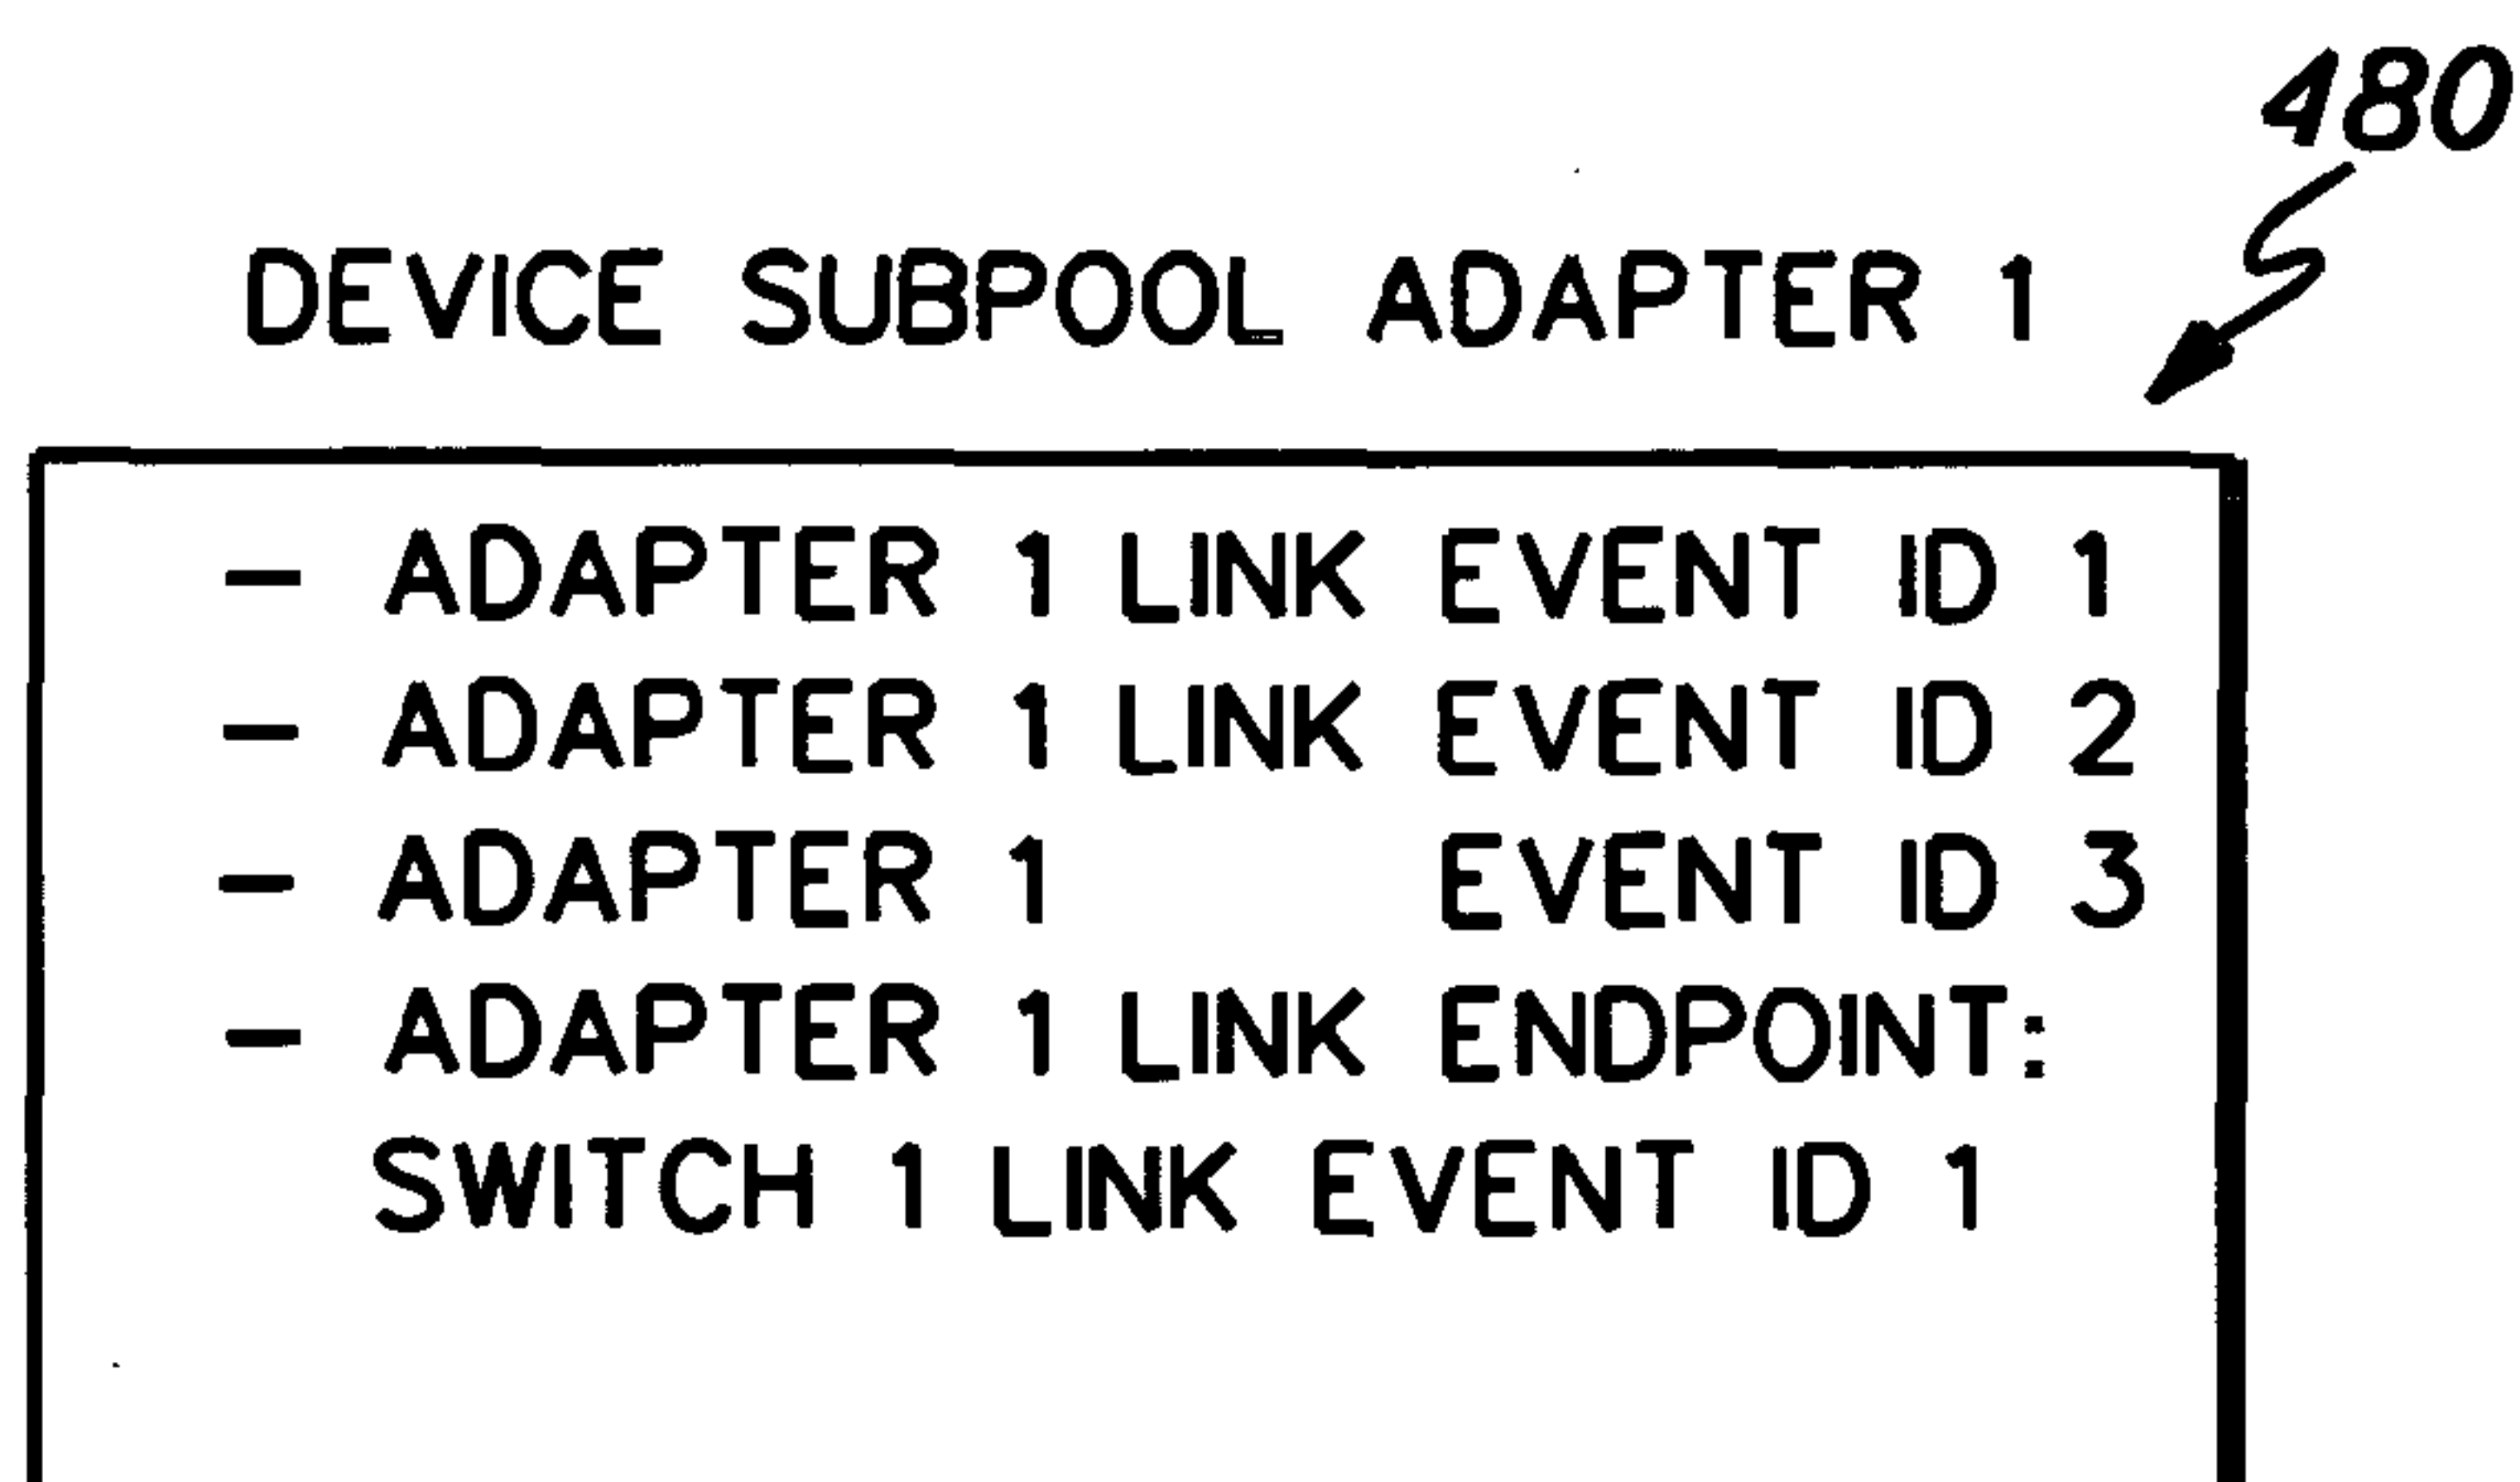 480
DEVICE SUBPOOL ADAPTER 1
- ADAPTER 1 LINK EVENT ID 1
- ADAPTER 1 LINK EVENT ID 2
- ADAPTER 1 EVENT ID 3
- ADAPTER 1 LINK ENDPOINT:
SWITCH 1 LINK EVENT ID 1